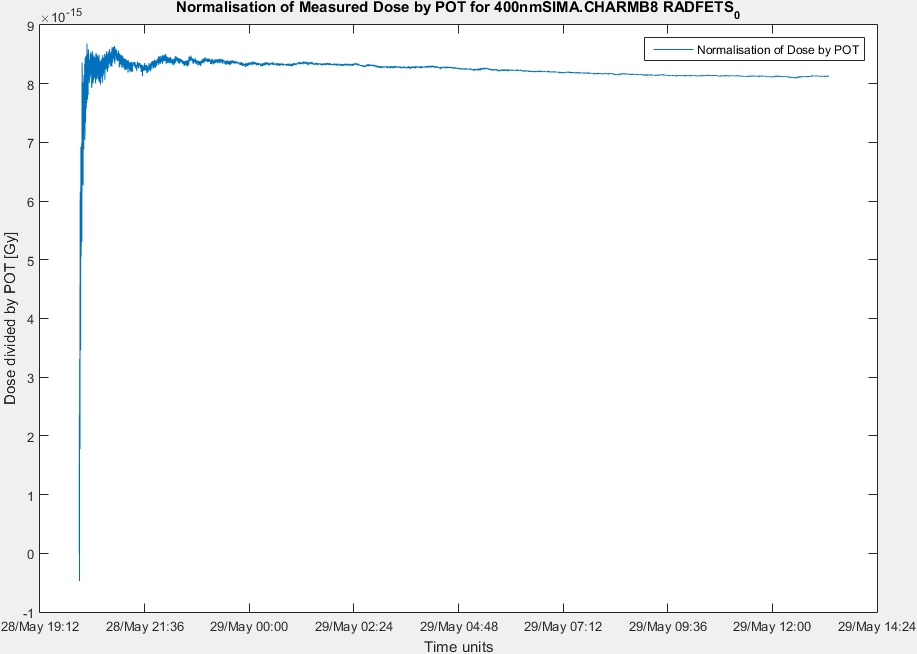 Normalisation of Measured Dose by POT for 400nmSIMA.CHARMB8 RADFETS0
×10-15
Normalisation of Dose by POT
9
8
7
6
5
4
3
2
1
0
-1
Dose divided by POT [Gy]
28/May 19:12 28/May 21:36 29/May 00:00 29/May 02:24 29/May 04:48 29/May 07:12 29/May 09:36 29/May 12:00 29/May 14:24
Time units